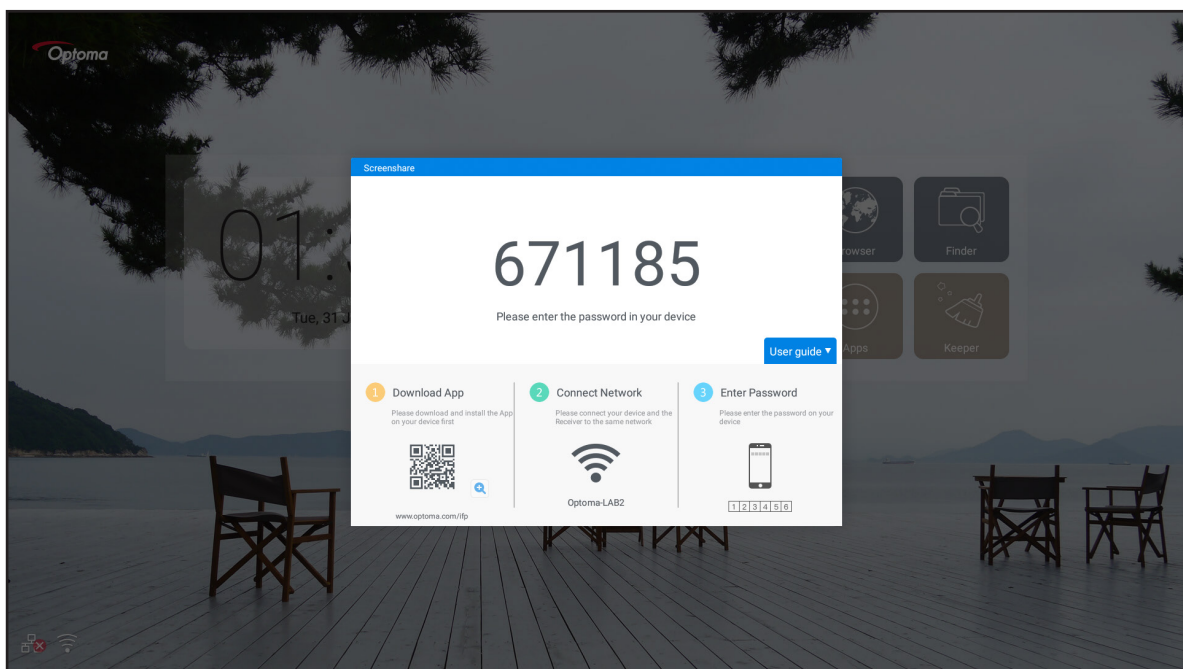 Optoma
Screenshare
01:
671185
Browser
Finder
Tue, 31 J
Please enter the password in your device
User guide
Apps
Keeper
1 Download App
2 Connect Network
3 Enter Password
Please download and install the App
on your device first
Please connect your device and the
Receiver to the same network
Please enter the password on your
device
www.optoma.com/ifp
Optoma-LAB2
1 2 3 4 5 6